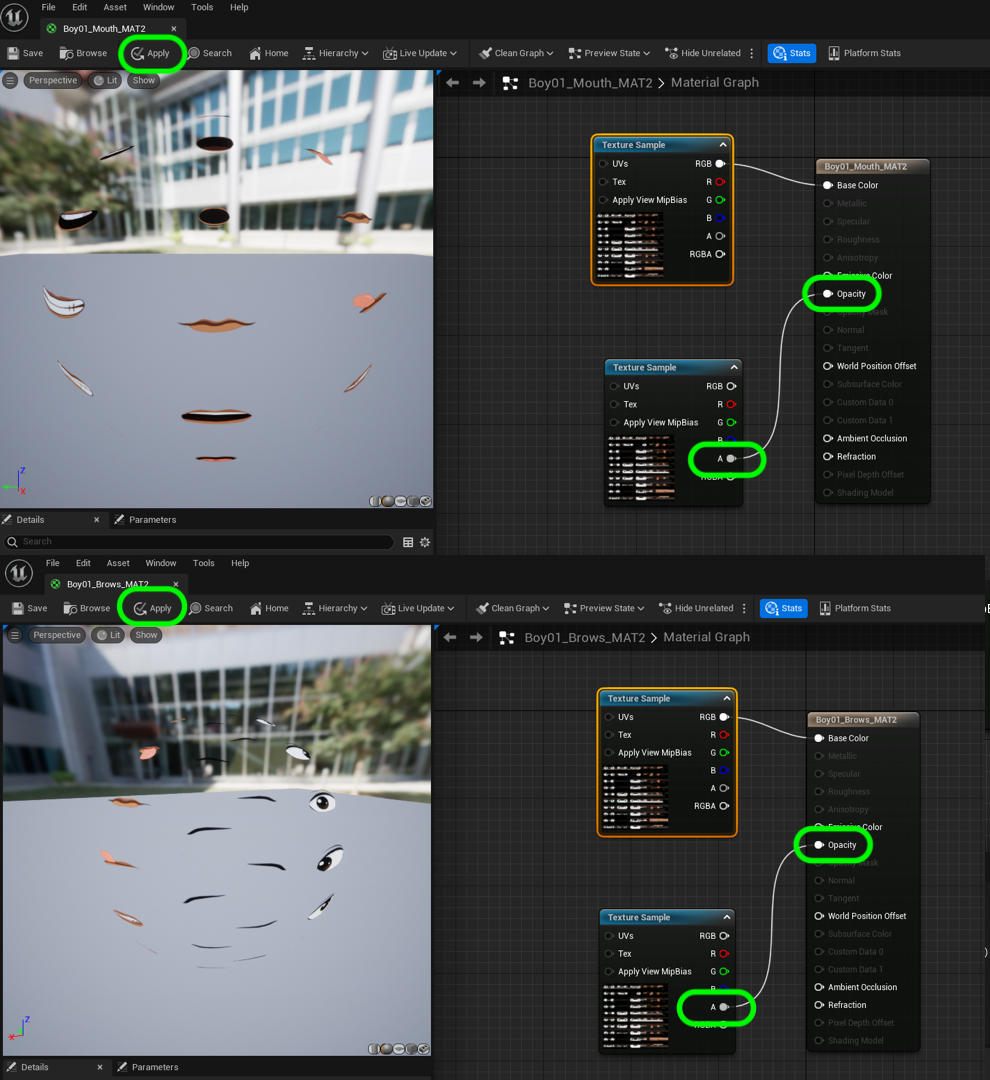 File Edit Asset Window Tools Help
Boy01_Mouth_MAT2
Save Browse Apply Search Home Hierarchy Live Update Clean Graph Preview State Hide Unrelated Stats Platform Stats
Perspective Lit Show
Boy01_Mouth_MAT2 > Material Graph
Texture Sample
UVs RGB
Tex R
Apply View MipBias G
B
A
RGBA
Boy01_Mouth_MAT2
Base Color
Metallic
Specular
Roughness
Anisotropy
Emissive Color
Opacity
Opacity Mask
Normal
Tangent
World Position Offset
Subsurface Color
Custom Data 0
Custom Data 1
Ambient Occlusion
Refraction
Pixel Depth Offset
Shading Model
Texture Sample
UVs RGB
Tex R
Apply View MipBias G
B
A
RGBA
Z
X
Details Parameters
Search
File Edit Asset Window Tools Help
Boy01_Brows_MAT2
Save Browse Apply Search Home Hierarchy Live Update Clean Graph Preview State Hide Unrelated Stats Platform Stats
Perspective Lit Show
Boy01_Brows_MAT2 > Material Graph
Texture Sample
UVs RGB
Tex R
Apply View MipBias G
B
A
RGBA
Boy01_Brows_MAT2
Base Color
Metallic
Specular
Roughness
Anisotropy
Emissive Color
Opacity
Opacity Mask
Normal
Tangent
World Position Offset
Subsurface Color
Custom Data 0
Custom Data 1
Ambient Occlusion
Refraction
Pixel Depth Offset
Shading Model
Texture Sample
UVs RGB
Tex R
Apply View MipBias G
B
A
RGBA
Z
X
Details Parameters